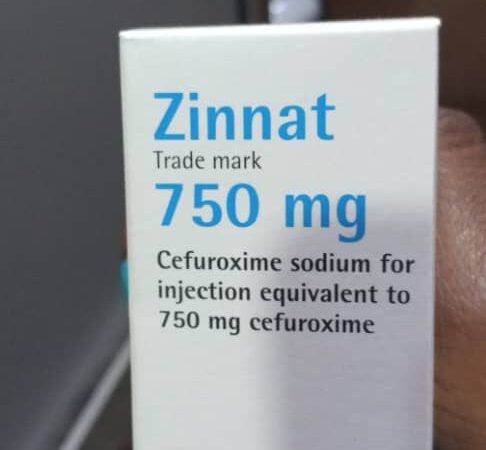 Zinnat
Trade mark
750 mg
Cefuroxime sodium for
injection equivalent to
750 mg cefuroxime